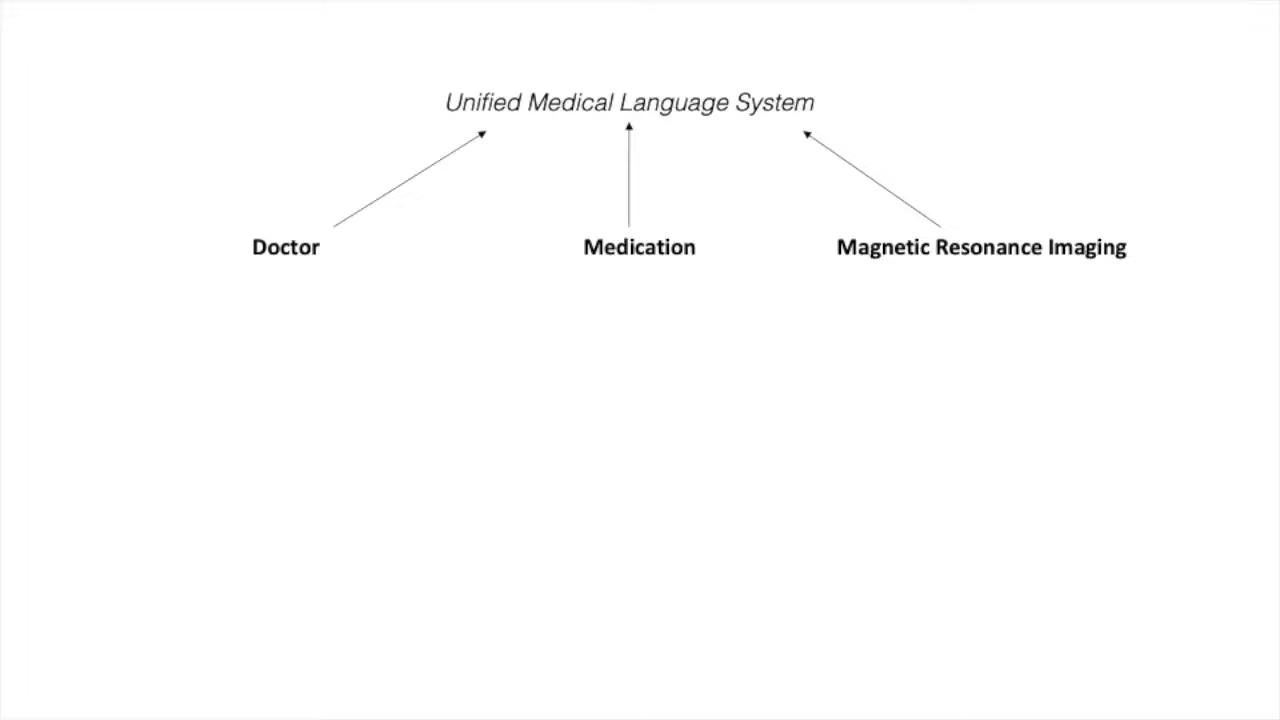 Unified Medical Language System
Doctor
Medication
Magnetic Resonance Imaging